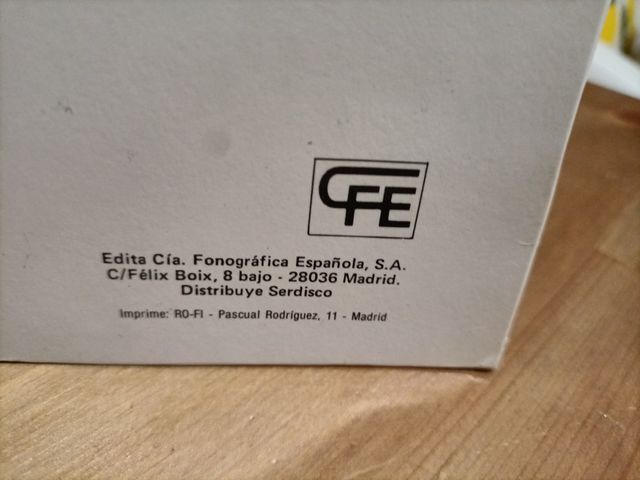 CFE
Edita Cía. Fonográfica Española, S.A.
C/Félix Boix, 8 bajo - 28036 Madrid.
Distribuye Serdisco
Imprime: RO-FI - Pascual Rodríguez, 11 - Madrid